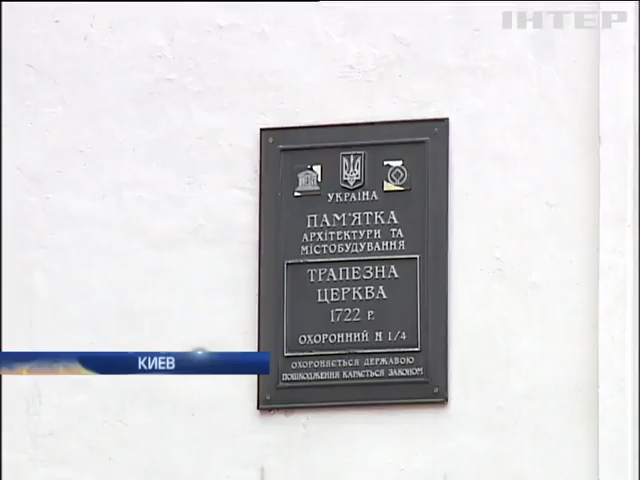 ІНТЕР
УКРАЇНА
ПАМ'ЯТКА
АРХІТЕКТУРИ ТА
МІСТОБУДУВАННЯ
ТРАПЕЗНА
ЦЕРКВА
1722 р.
ОХОРОННИЙ N 1/4
ОХОРОНЯЄТЬСЯ ДЕРЖАВОЮ
ПОШКОДЖЕННЯ КАРАЄТЬСЯ ЗАКОНОМ
КИЕВ